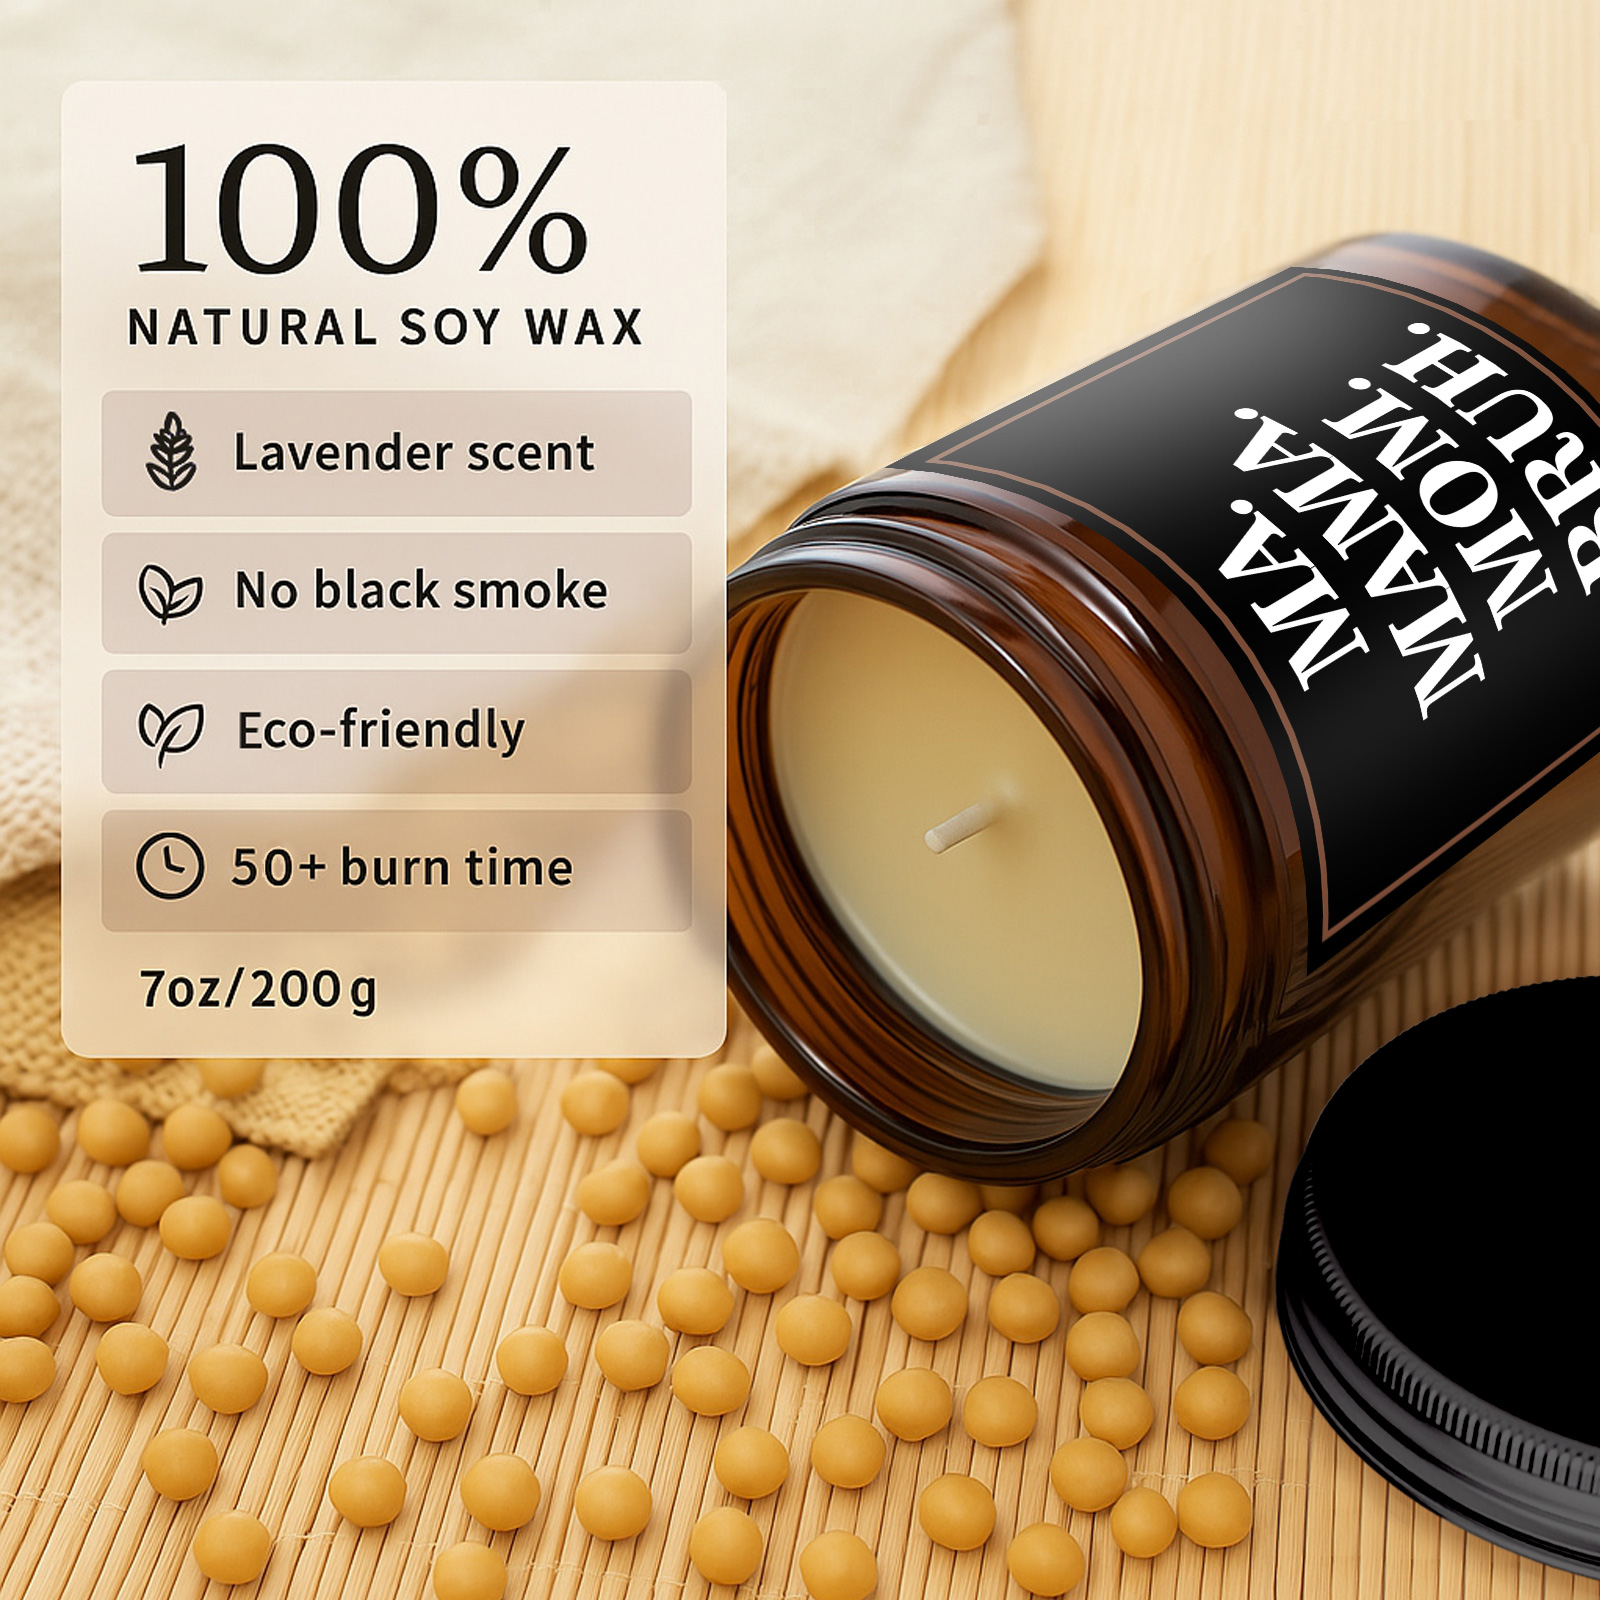 100%
NATURAL SOY WAX
Lavender scent
No black smoke
Eco-friendly
50+ burn time
7oz/200g
MA.
MAMA.
MOM.
BRUH.